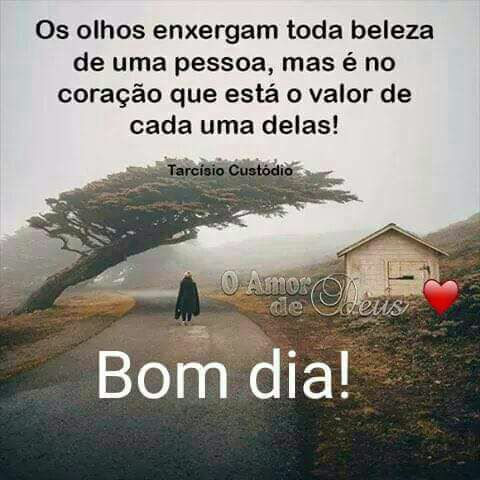 Os olhos enxergam toda beleza
de uma pessoa, mas é no
coração que está o valor de
cada uma delas!
Tarcísio Custódio
O Amor
de Deus
Bom dia!